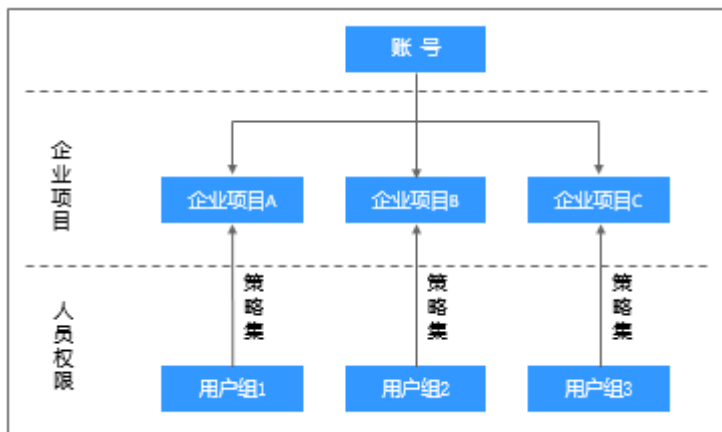 账 号
企业项目
企业项目A
企业项目B
企业项目C
策略集
策略集
策略集
人员权限
用户组1
用户组2
用户组3